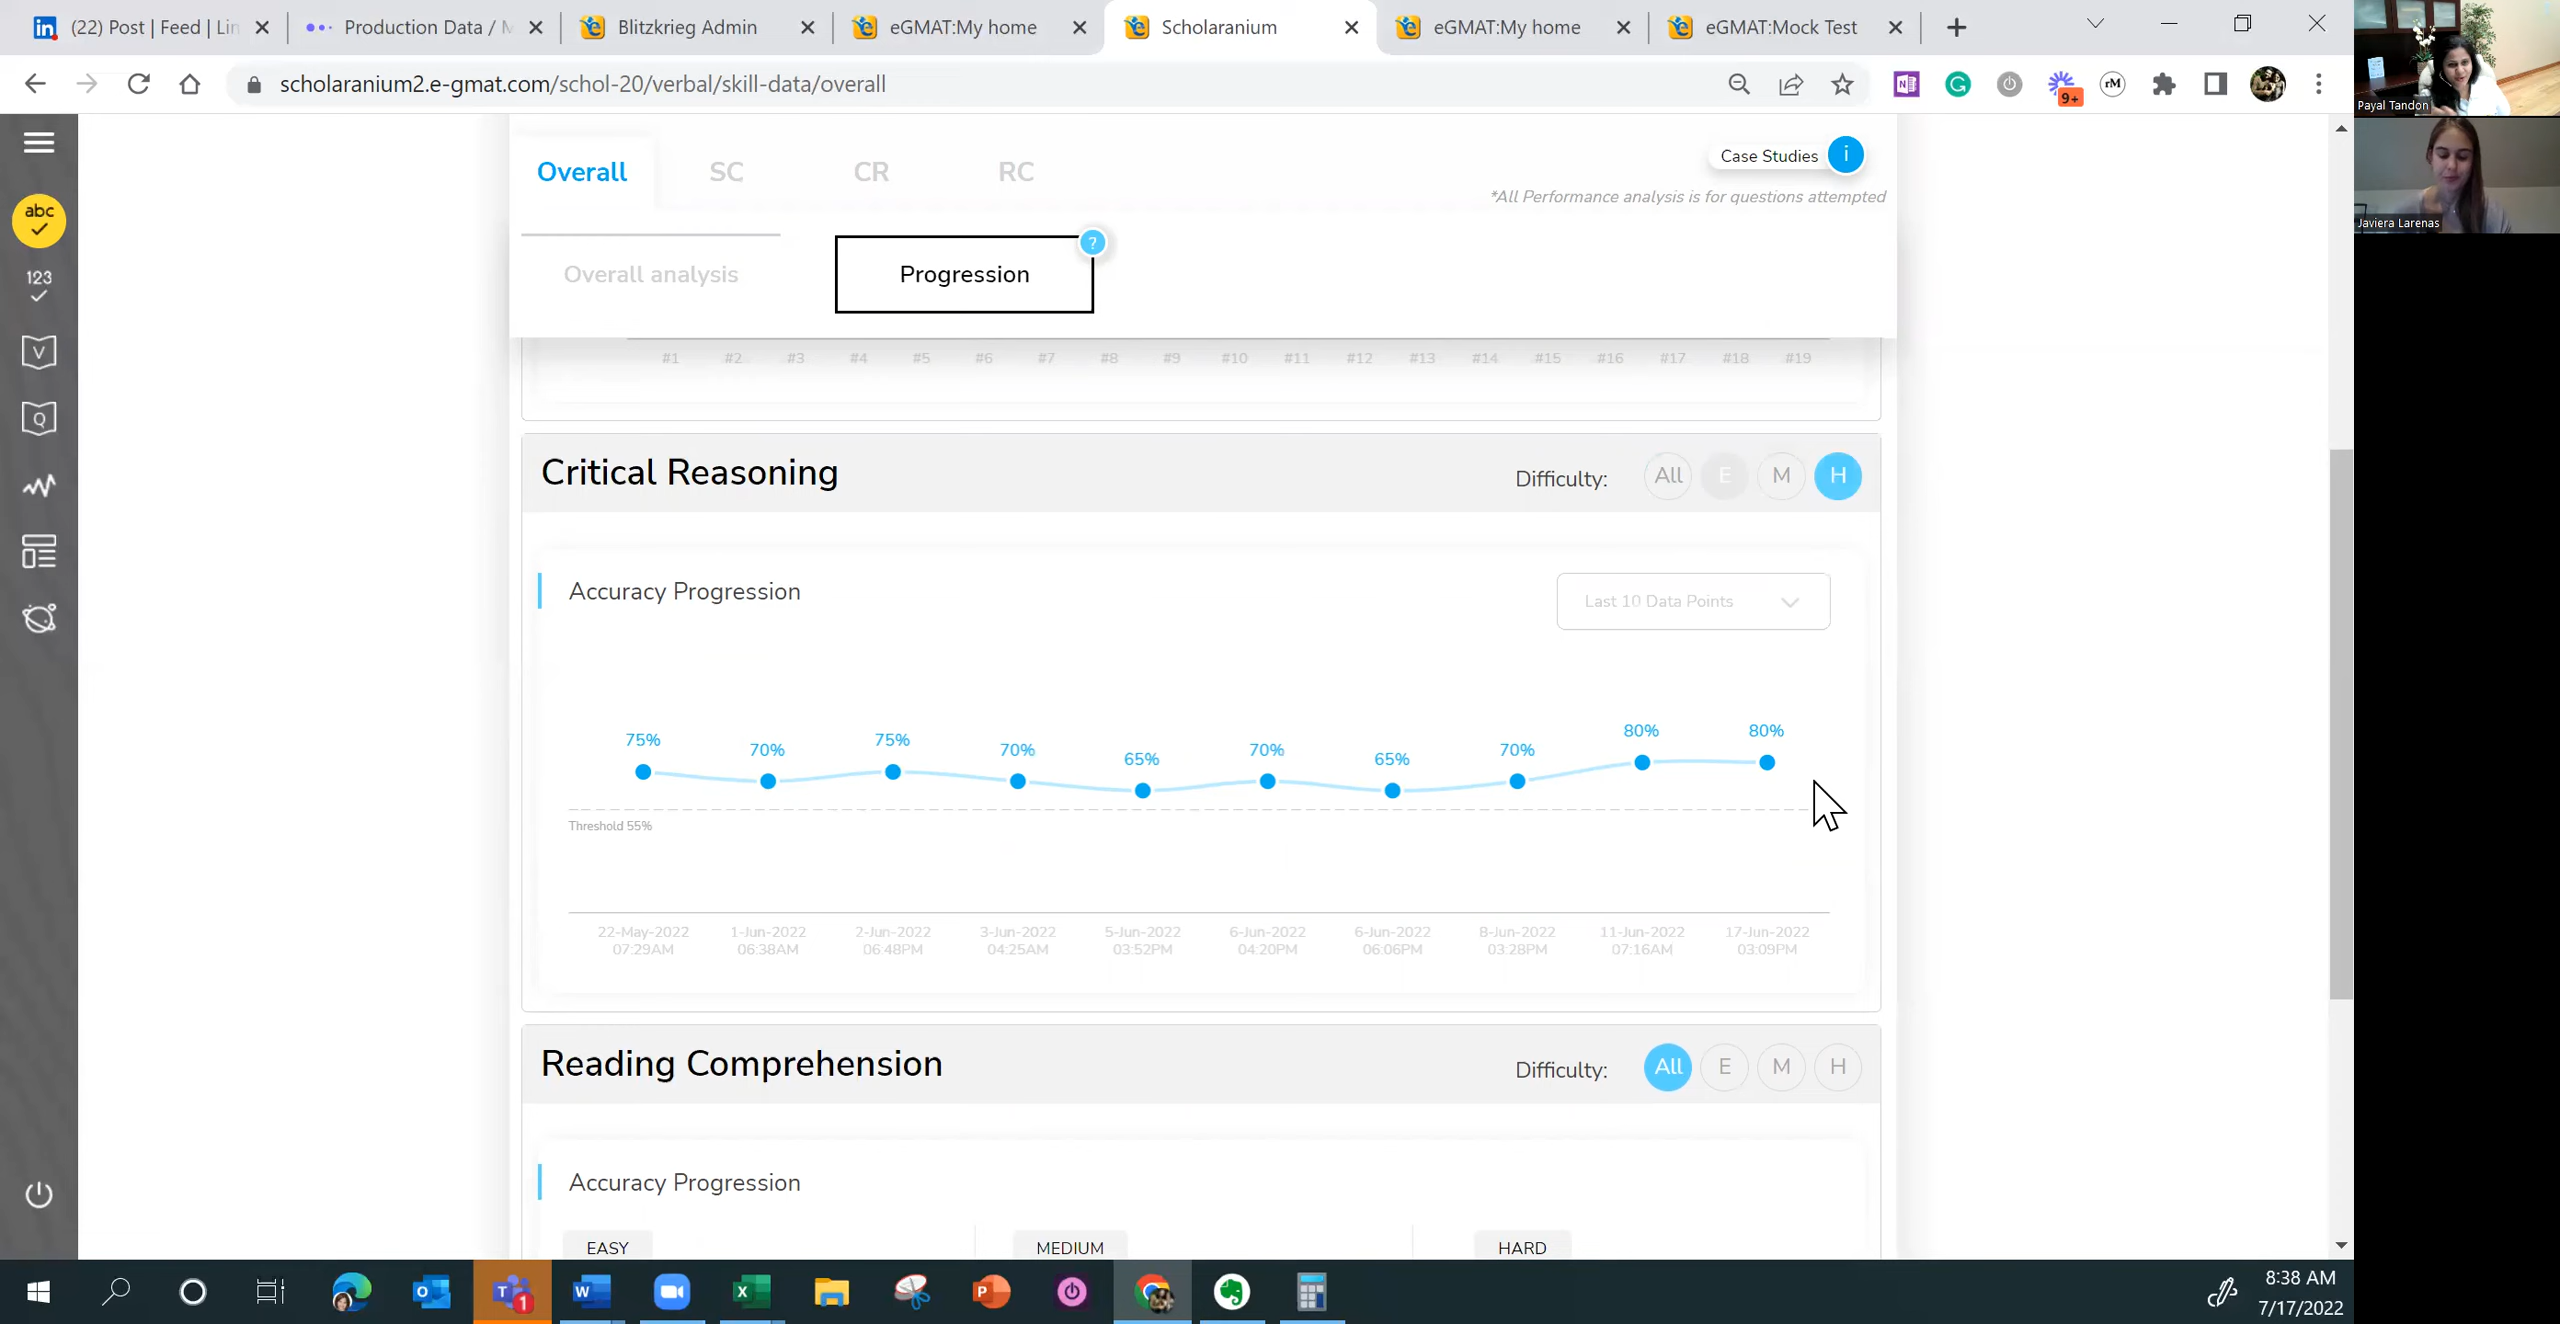 (22) Post | Feed | Lin
Production Data / M
Blitzkrieg Admin
eGMAT:My home
Scholaranium
eGMAT:My home
eGMAT:Mock Test
scholaranium2.e-gmat.com/schol-20/verbal/skill-data/overall
9+
rM
Payal Tandon
Javiera Larenas
abc
123
V
Q
Overall
SC
CR
RC
Case Studies
i
*All Performance analysis is for questions attempted
Overall analysis
Progression
?
#1 #2 #3 #4 #5 #6 #7 #8 #9 #10 #11 #12 #13 #14 #15 #16 #17 #18 #19
Critical Reasoning
Difficulty: All E M H
Accuracy Progression
Last 10 Data Points
75% 70% 75% 70% 65% 70% 65% 70% 80% 80%
Threshold 55%
22-May-2022 1-Jun-2022 2-Jun-2022 3-Jun-2022 5-Jun-2022 6-Jun-2022 6-Jun-2022 8-Jun-2022 11-Jun-2022 17-Jun-2022
07:29AM 06:38AM 06:48PM 04:25AM 03:52PM 04:20PM 06:06PM 03:28PM 07:16AM 03:09PM
Reading Comprehension
Difficulty: All E M H
Accuracy Progression
EASY
MEDIUM
HARD
8:38 AM
7/17/2022